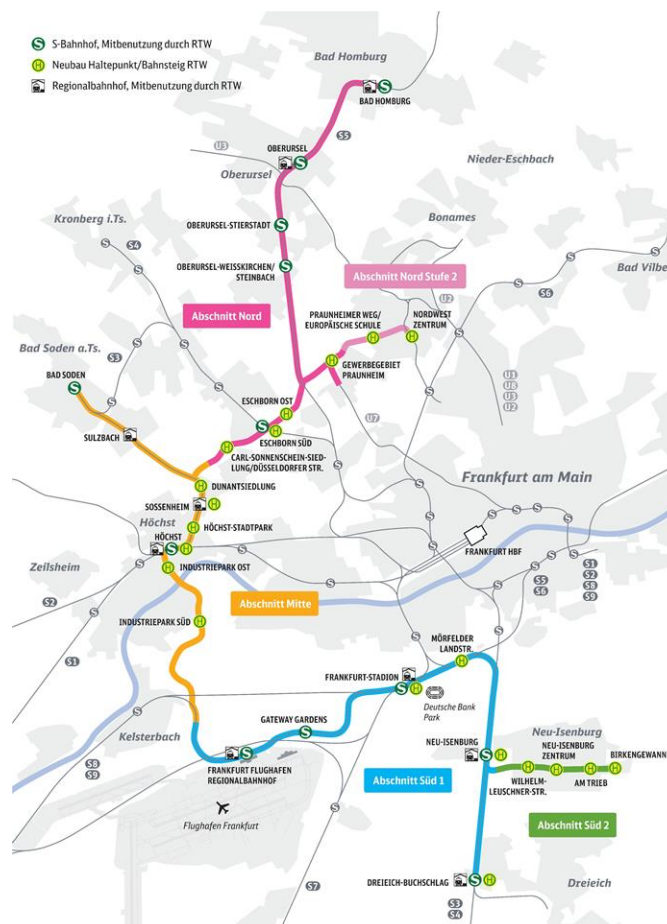 S S-Bahnhof, Mitbenutzung durch RTW
H Neubau Haltepunkt/Bahnsteig RTW
Regionalbahnhof, Mitbenutzung durch RTW
Bad Homburg
S
BAD HOMBURG
S5
U3
OBERURSEL
S
Oberursel
Nieder-Eschbach
Kronberg i.Ts.
S4
OBERURSEL-STIERSTADT
S
Bonames
OBERURSEL-WEISSKIRCHEN/
STEINBACH
S
Abschnitt Nord Stufe 2
Bad Vilbe
S6
U2
Abschnitt Nord
PRAUNHEIMER WEG/
EUROPÄISCHE SCHULE
H
NORDWEST
ZENTRUM
H
Bad Soden a.Ts.
S3
BAD SODEN
S
GEWERBEGEBIET
PRAUNHEIM
H
U1
U8
U3
U2
ESCHBORN OST
H
U7
S
H
ESCHBORN SÜD
SULZBACH
H
CARL-SONNENSCHEIN-SIED-
LUNG/DÜSSELDORFER STR.
Frankfurt am Main
DUNANTSIEDLUNG
H
SOSSENHEIM
H
Höchst
H
HÖCHST-STADTPARK
HÖCHST
S
H
FRANKFURT HBF
Zeilsheim
H
INDUSTRIEPARK OST
S1
S2
S8
S9
S5
S6
S2
Abschnitt Mitte
INDUSTRIEPARK SÜD
H
MÖRFELDER
LANDSTR.
H
S1
FRANKFURT-STADION
S
H
Deutsche Bank
Park
Kelsterbach
GATEWAY GARDENS
S
Neu-Isenburg
NEU-ISENBURG
S
H
NEU-ISENBURG
ZENTRUM
BIRKENGEWANN
H
H
H
H
WILHELM-
LEUSCHNER-STR.
AM TRIEB
S8
S9
S
FRANKFURT FLUGHAFEN
REGIONALBAHNHOF
Abschnitt Süd 1
Flughafen Frankfurt
Abschnitt Süd 2
S7
DREIEICH-BUCHSCHLAG
S
H
Dreieich
S3
S4